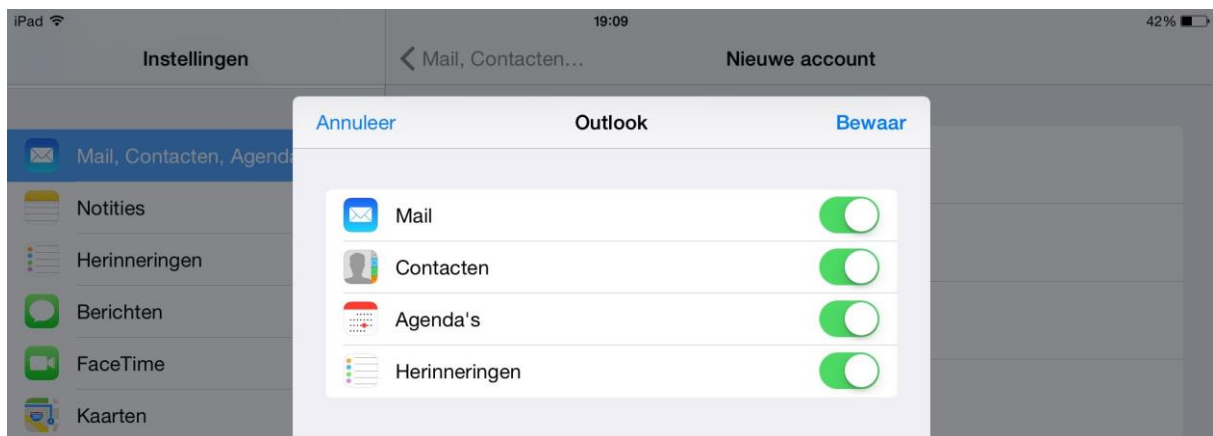 iPad 19:09 42%
Instellingen Mail, Contacten... Nieuwe account
Annuleer Outlook Bewaar
Mail, Contacten, Agenda
Notities
Herinneringen
Berichten
FaceTime
Kaarten
Mail
Contacten
Agenda's
Herinneringen